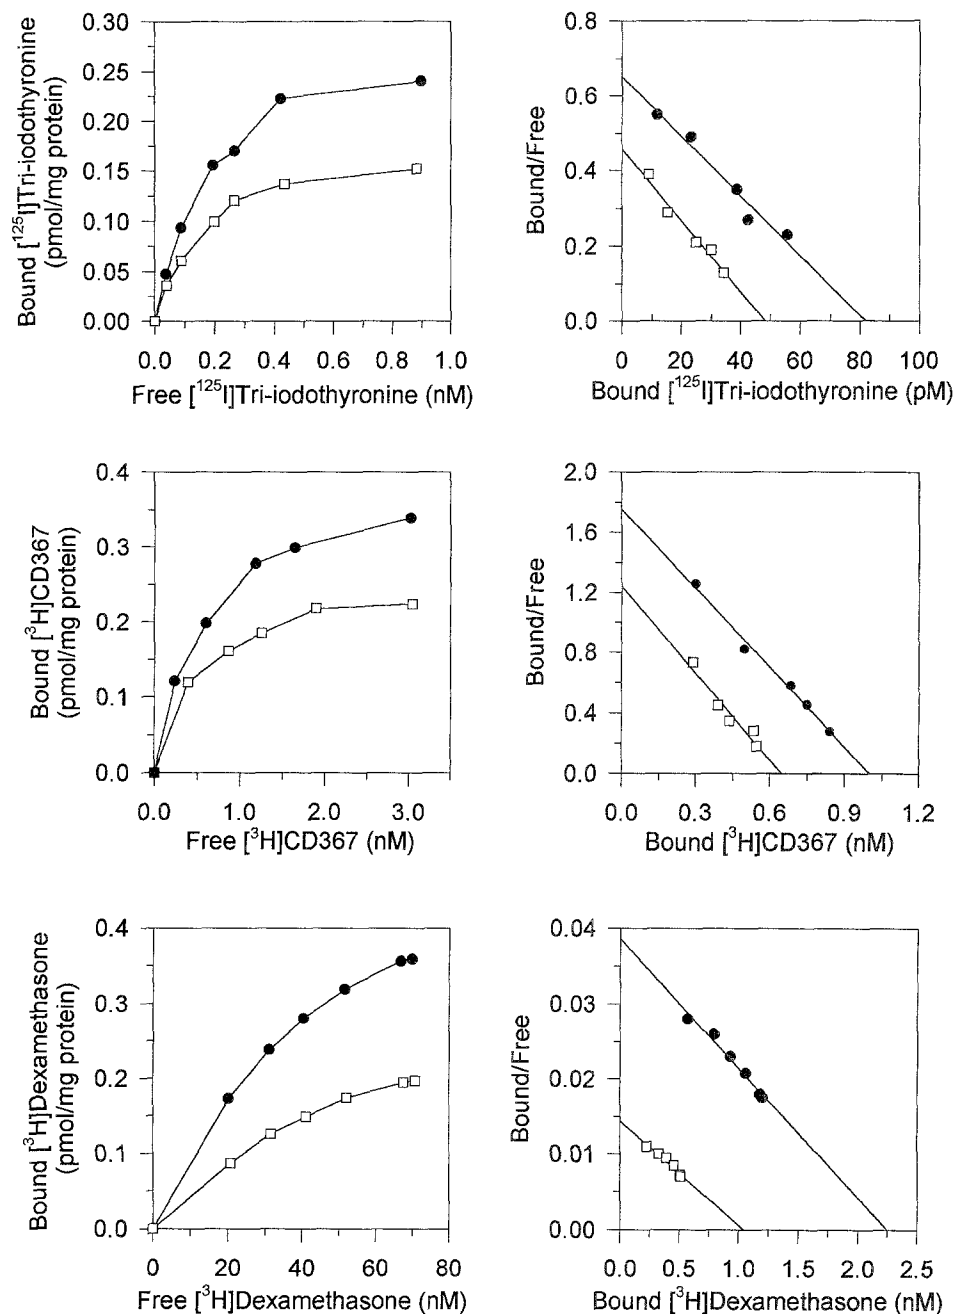 Bound [¹²⁵I]Tri-iodothyronine
(pmol/mg protein)
0.30
0.25
0.20
0.15
0.10
0.05
0.00
0.0 0.2 0.4 0.6 0.8 1.0
Free [¹²⁵I]Tri-iodothyronine (nM)
Bound/Free
0.8
0.6
0.4
0.2
0.0
0 20 40 60 80 100
Bound [¹²⁵I]Tri-iodothyronine (pM)
Bound [³H]CD367
(pmol/mg protein)
0.4
0.3
0.2
0.1
0.0
0.0 1.0 2.0 3.0
Free [³H]CD367 (nM)
Bound/Free
2.0
1.6
1.2
0.8
0.4
0.0
0.0 0.3 0.6 0.9 1.2
Bound [³H]CD367 (nM)
Bound [³H]Dexamethasone
(pmol/mg protein)
0.4
0.3
0.2
0.1
0.0
0 20 40 60 80
Free [³H]Dexamethasone (nM)
Bound/Free
0.04
0.03
0.02
0.01
0.00
0.0 0.5 1.0 1.5 2.0 2.5
Bound [³H]Dexamethasone (nM)